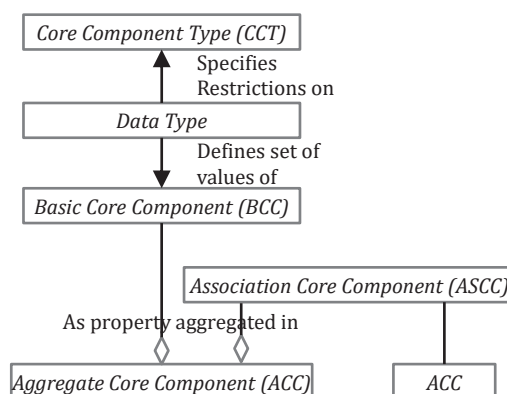 Core Component Type (CCT)
Specifies
Restrictions on
Data Type
Defines set of
values of
Basic Core Component (BCC)
Association Core Component (ASCC)
As property aggregated in
Aggregate Core Component (ACC)
ACC